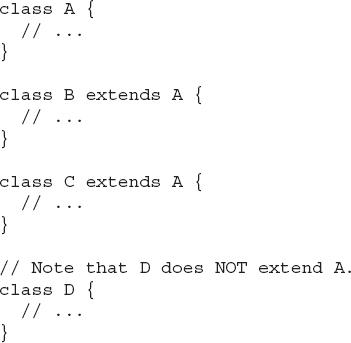 class A {
  // ...
}

class B extends A {
  // ...
}

class C extends A {
  // ...
}

// Note that D does NOT extend A.
class D {
  // ...
}